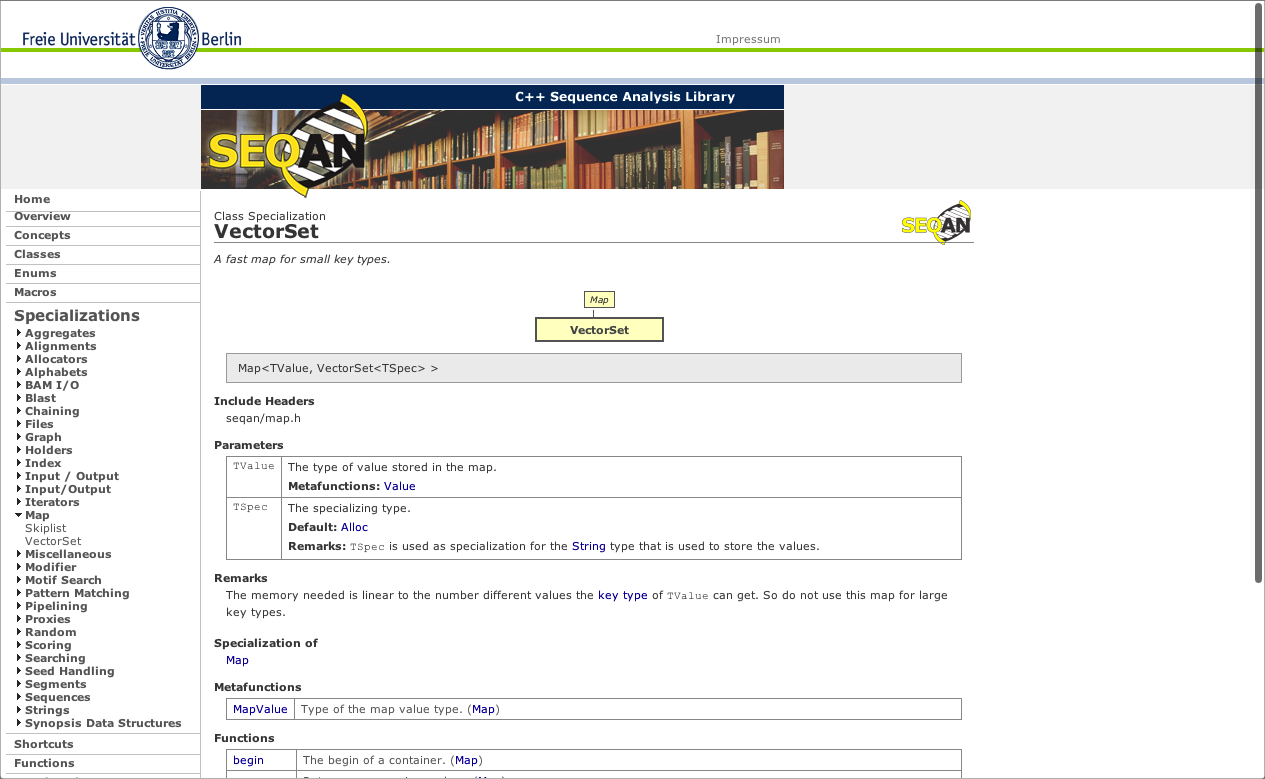 Freie Universität Berlin
Impressum
C++ Sequence Analysis Library
SEQAN
Home
Overview
Concepts
Classes
Enums
Macros
Specializations
Aggregates
Alignments
Allocators
Alphabets
BAM I/O
Blast
Chaining
Files
Graph
Holders
Index
Input / Output
Input/Output
Iterators
Map
Skiplist
VectorSet
Miscellaneous
Modifier
Motif Search
Pattern Matching
Pipelining
Proxies
Random
Scoring
Searching
Seed Handling
Segments
Sequences
Strings
Synopsis Data Structures
Shortcuts
Functions
Class Specialization
VectorSet
SEQAN
A fast map for small key types.
Map
VectorSet
Map<TValue, VectorSet<TSpec> >
Include Headers
seqan/map.h
Parameters
TValue The type of value stored in the map.
Metafunctions: Value
TSpec The specializing type.
Default: Alloc
Remarks: TSpec is used as specialization for the String type that is used to store the values.
Remarks
The memory needed is linear to the number different values the key type of TValue can get. So do not use this map for large
key types.
Specialization of
Map
Metafunctions
MapValue Type of the map value type. (Map)
Functions
begin The begin of a container. (Map)